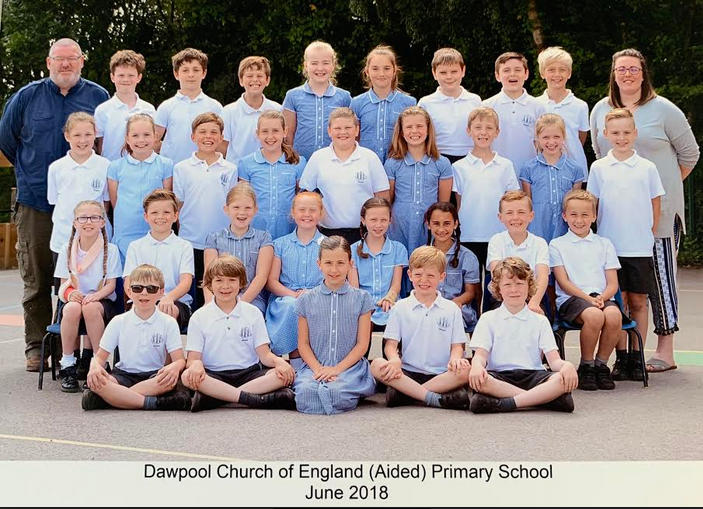 Dawpool Church of England (Aided) Primary School
June 2018